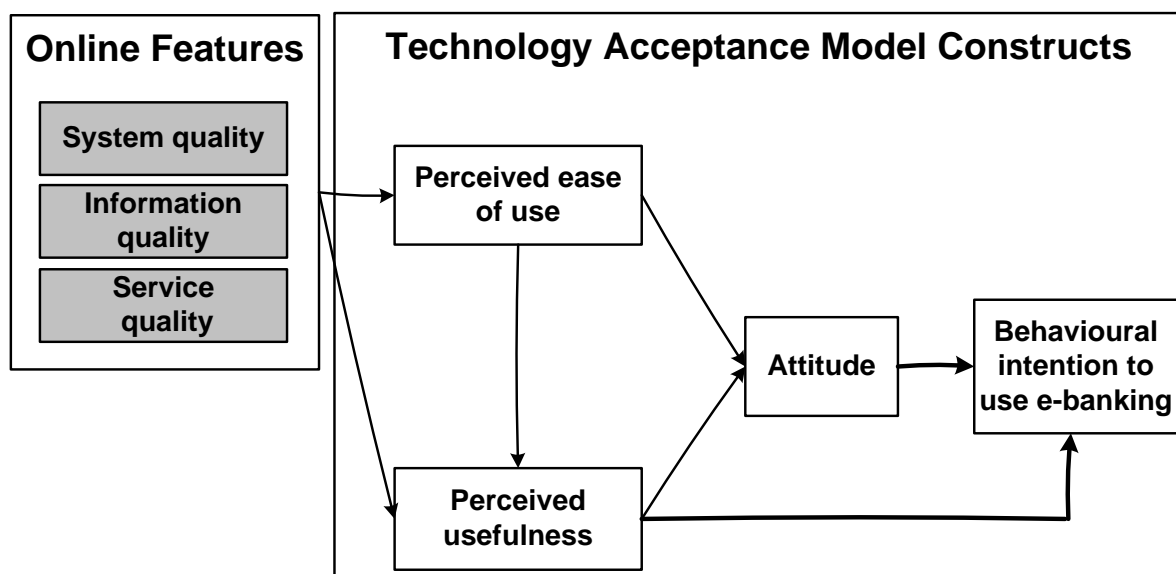 Online Features
System quality
Information
quality
Service
quality
Technology Acceptance Model Constructs
Perceived ease
of use
Attitude
Behavioural
intention to
use e-banking
Perceived
usefulness